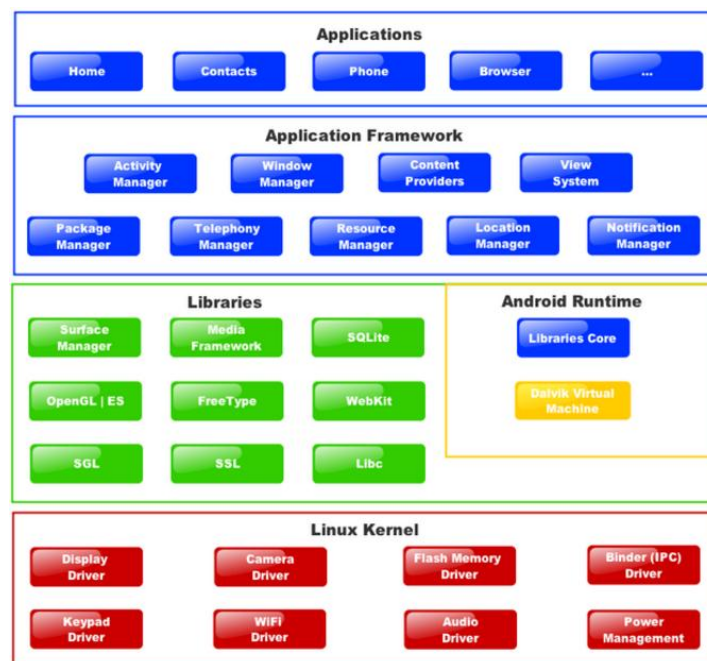 Applications
Home
Contacts
Phone
Browser
...
Application Framework
Activity
Manager
Window
Manager
Content
Providers
View
System
Package
Manager
Telephony
Manager
Resource
Manager
Location
Manager
Notification
Manager
Libraries
Surface
Manager
Media
Framework
SQLite
OpenGL | ES
FreeType
WebKit
SGL
SSL
Libc
Android Runtime
Libraries Core
Dalvik Virtual
Machine
Linux Kernel
Display
Driver
Camera
Driver
Flash Memory
Driver
Binder (IPC)
Driver
Keypad
Driver
WiFi
Driver
Audio
Driver
Power
Management